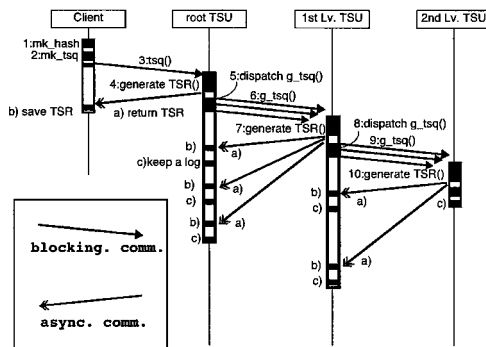 Client root TSU 1st Lv. TSU 2nd Lv. TSU
1:mk_hash
2:mk_tsq
3:tsq()
4:generate TSR()
5:dispatch g_tsq()
6:g_tsq()
b) save TSR
a) return TSR
7:generate TSR()
8:dispatch g_tsq()
9:g_tsq()
b)
a)
c)keep a log
10:generate TSR()
b)
a)
b)
a)
c)
c)
c)
b)
a)
c)
b)
a)
c)
blocking. comm.
async. comm.